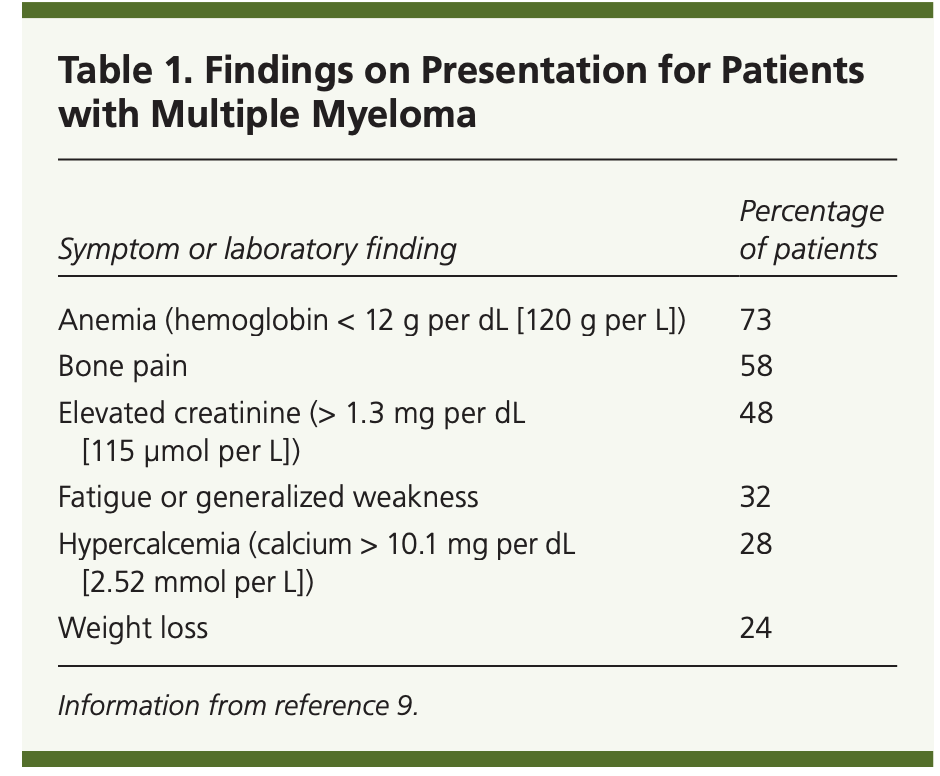 Table 1. Findings on Presentation for Patients
with Multiple Myeloma
Percentage
Symptom or laboratory finding of patients
Anemia (hemoglobin < 12 g per dL [120 g per L]) 73
Bone pain 58
Elevated creatinine (> 1.3 mg per dL 48
[115 μmol per L])
Fatigue or generalized weakness 32
Hypercalcemia (calcium > 10.1 mg per dL 28
[2.52 mmol per L])
Weight loss 24
Information from reference 9.